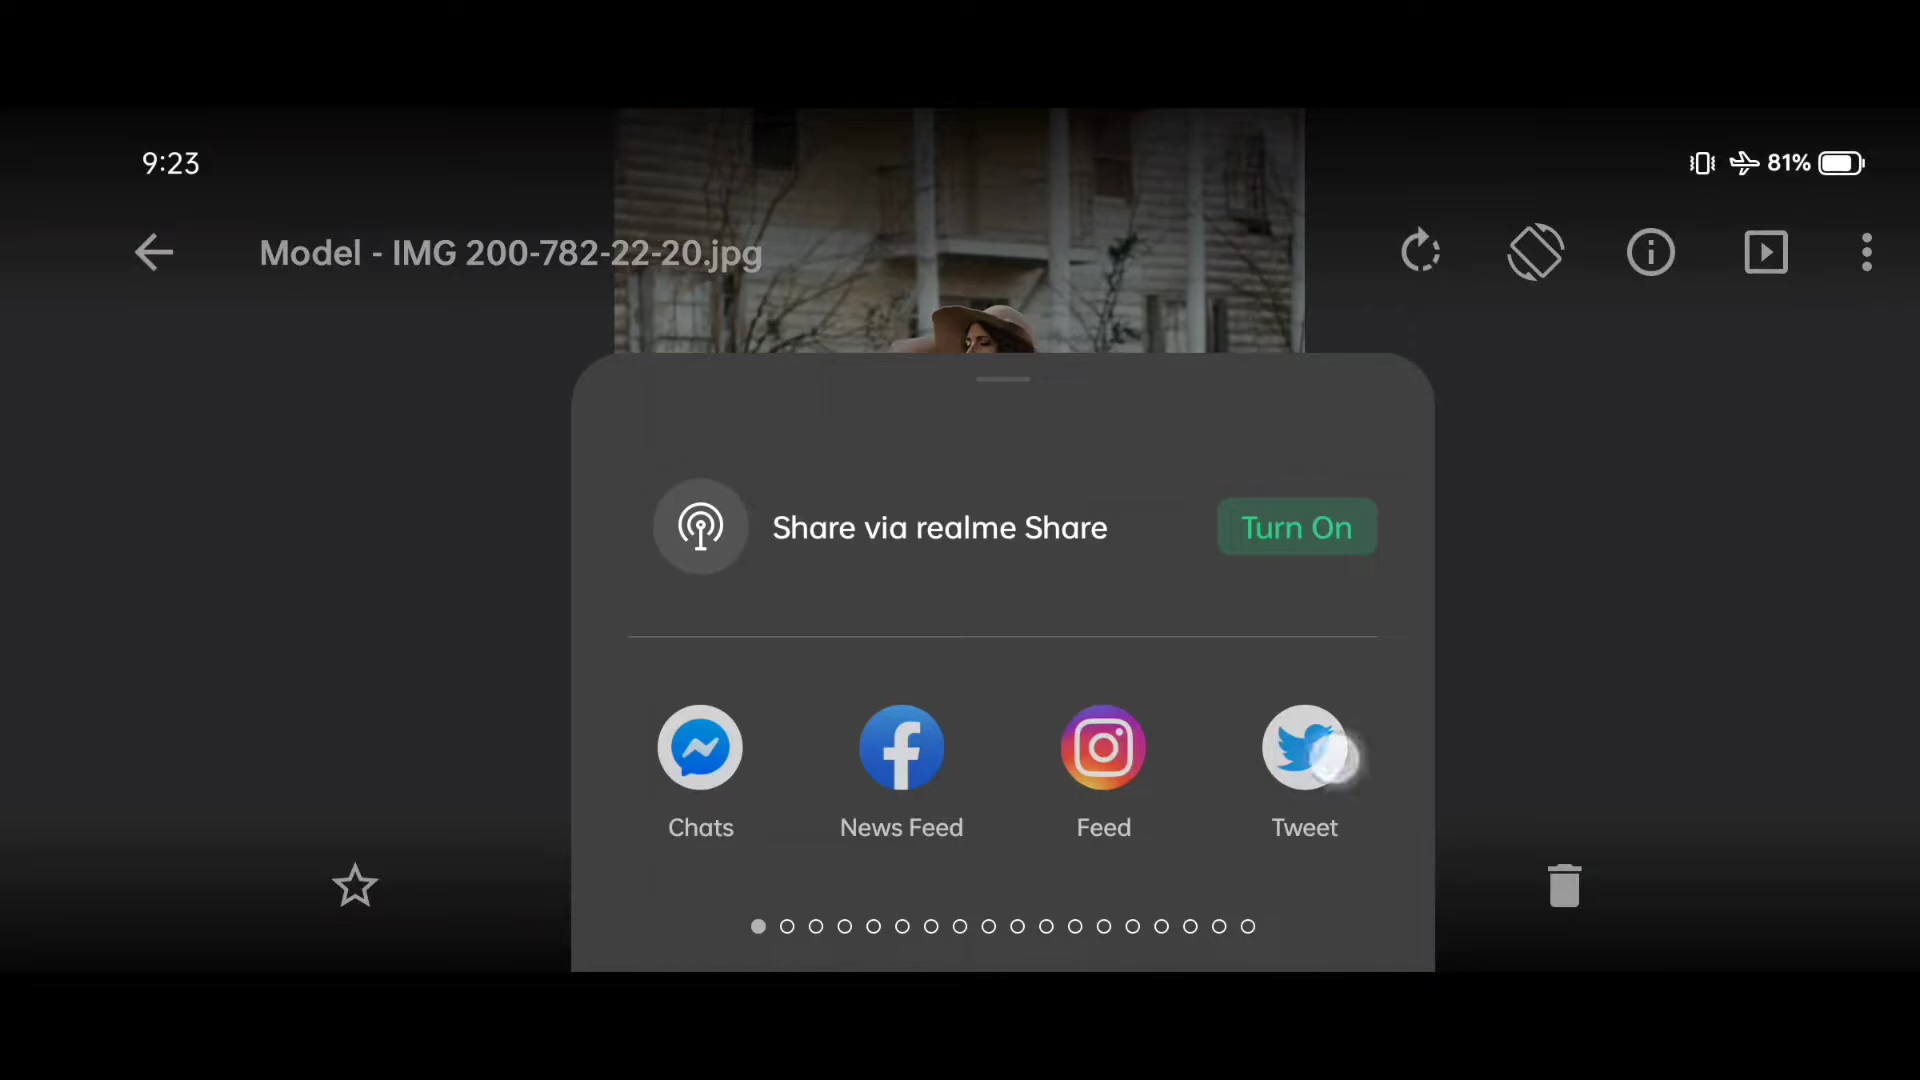 9:23
81%
Model - IMG 200-782-22-20.jpg
Share via realme Share
Turn On
Chats
News Feed
Feed
Tweet